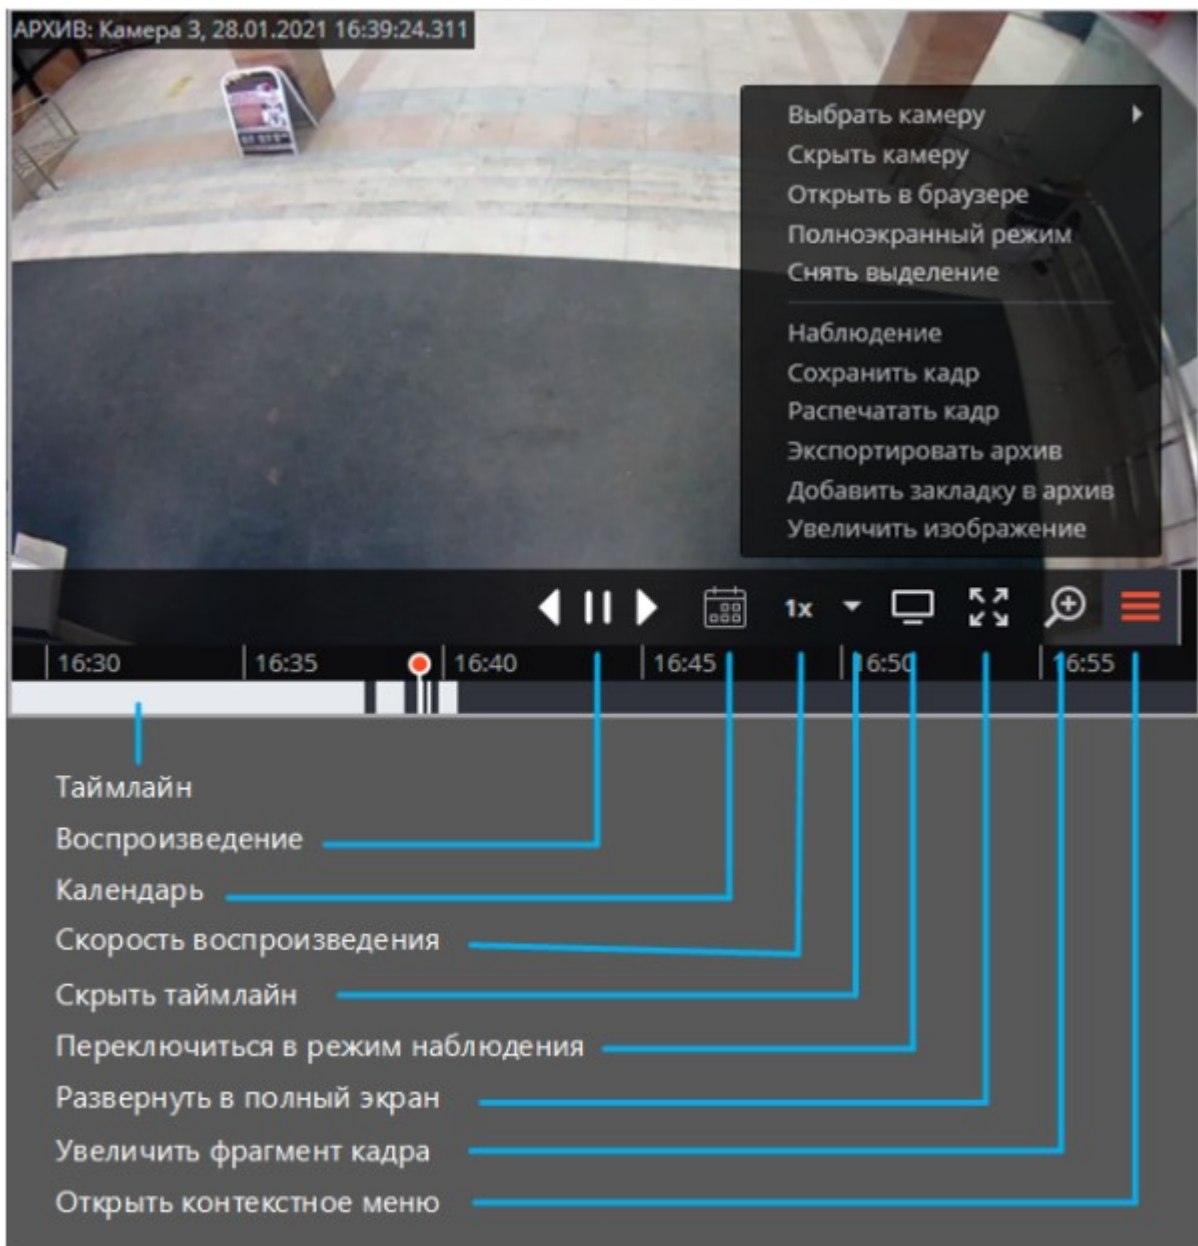 АРХИВ: Камера 3, 28.01.2021 16:39:24.311
Выбрать камеру
Скрыть камеру
Открыть в браузере
Полноэкранный режим
Снять выделение
Наблюдение
Сохранить кадр
Распечатать кадр
Экспортировать архив
Добавить закладку в архив
Увеличить изображение
1x
16:30 16:35 16:40 16:45 16:50 16:55
Таймлайн
Воспроизведение
Календарь
Скорость воспроизведения
Скрыть таймлайн
Переключиться в режим наблюдения
Развернуть в полный экран
Увеличить фрагмент кадра
Открыть контекстное меню